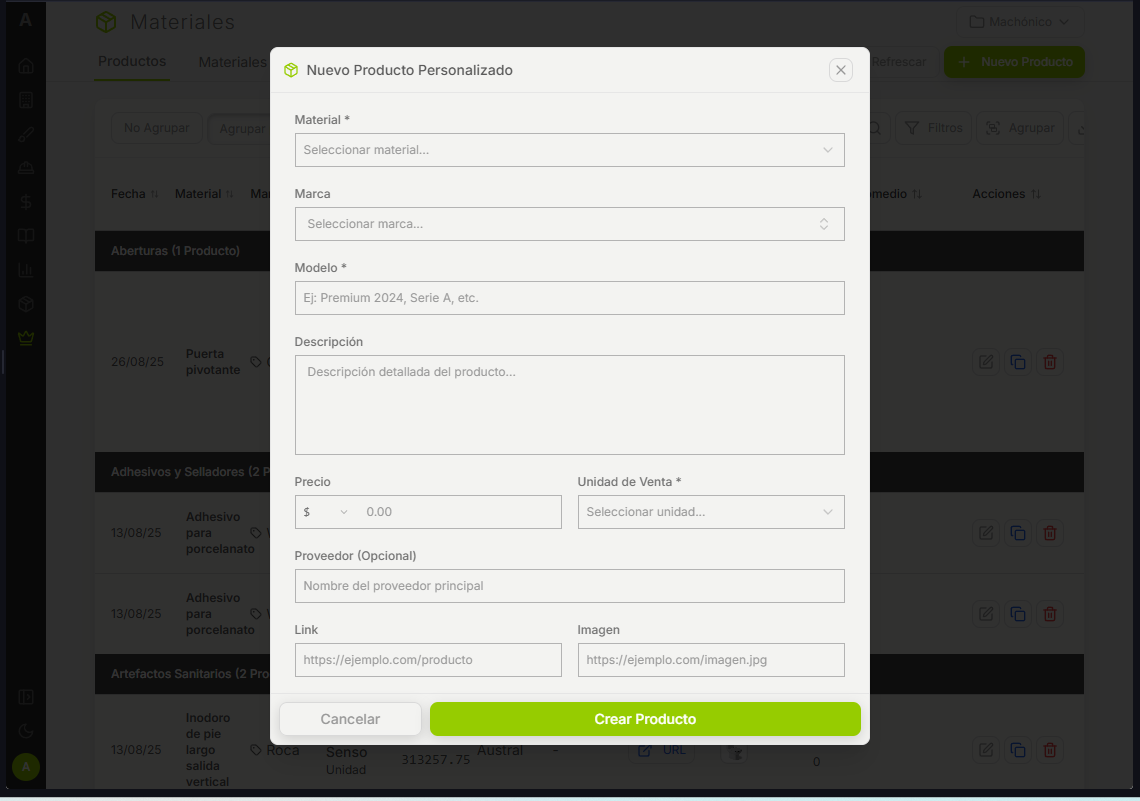 A
Materiales
Machónico
Productos
Materiales
Refrescar
+ Nuevo Producto
No Agrupar
Agrupar
Filtros
Agrupar
Fecha
Material
Acciones
Aberturas (1 Producto)
26/08/25
Puerta
pivotante
Adhesivos y Selladores (2 P
13/08/25
Adhesivo
para
porcelanato
13/08/25
Adhesivo
para
porcelanato
Artefactos Sanitarios (2 Pro
13/08/25
Inodoro
de pie
largo
salida
vertical
Roca
Senso
Unidad
313257.75
Austral
-
URL
0
A
Nuevo Producto Personalizado
Material *
Seleccionar material...
Marca
Seleccionar marca...
Modelo *
Ej: Premium 2024, Serie A, etc.
Descripción
Descripción detallada del producto...
Precio
$ 0.00
Unidad de Venta *
Seleccionar unidad...
Proveedor (Opcional)
Nombre del proveedor principal
Link
https://ejemplo.com/producto
Imagen
https://ejemplo.com/imagen.jpg
Cancelar
Crear Producto